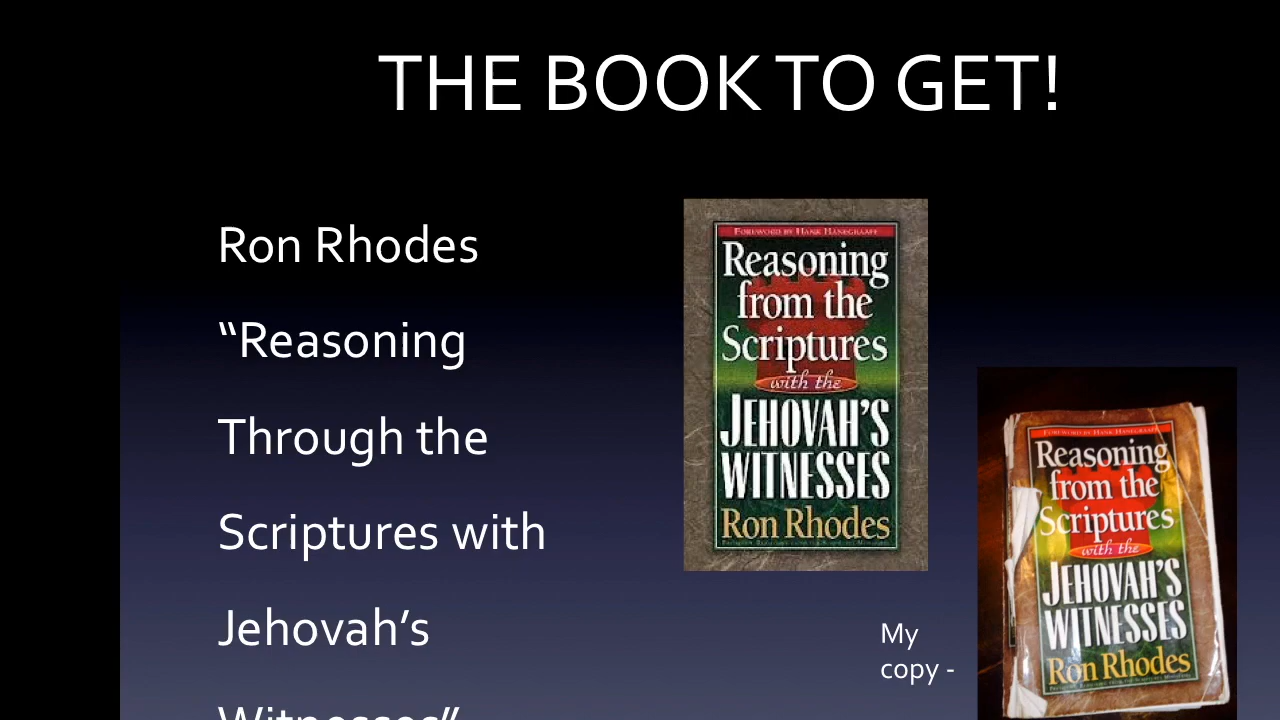 THE BOOK TO GET!
Ron Rhodes
“Reasoning
Through the
Scriptures with
Jehovah’s
Witnesses”
FOREWORD BY HANK HANEGRAAFF
Reasoning
from the
Scriptures
with the
JEHOVAH'S
WITNESSES
Ron Rhodes
My
copy -
FOREWORD BY HANK HANEGRAAFF
Reasoning
from the
Scriptures
with the
JEHOVAH'S
WITNESSES
Ron Rhodes